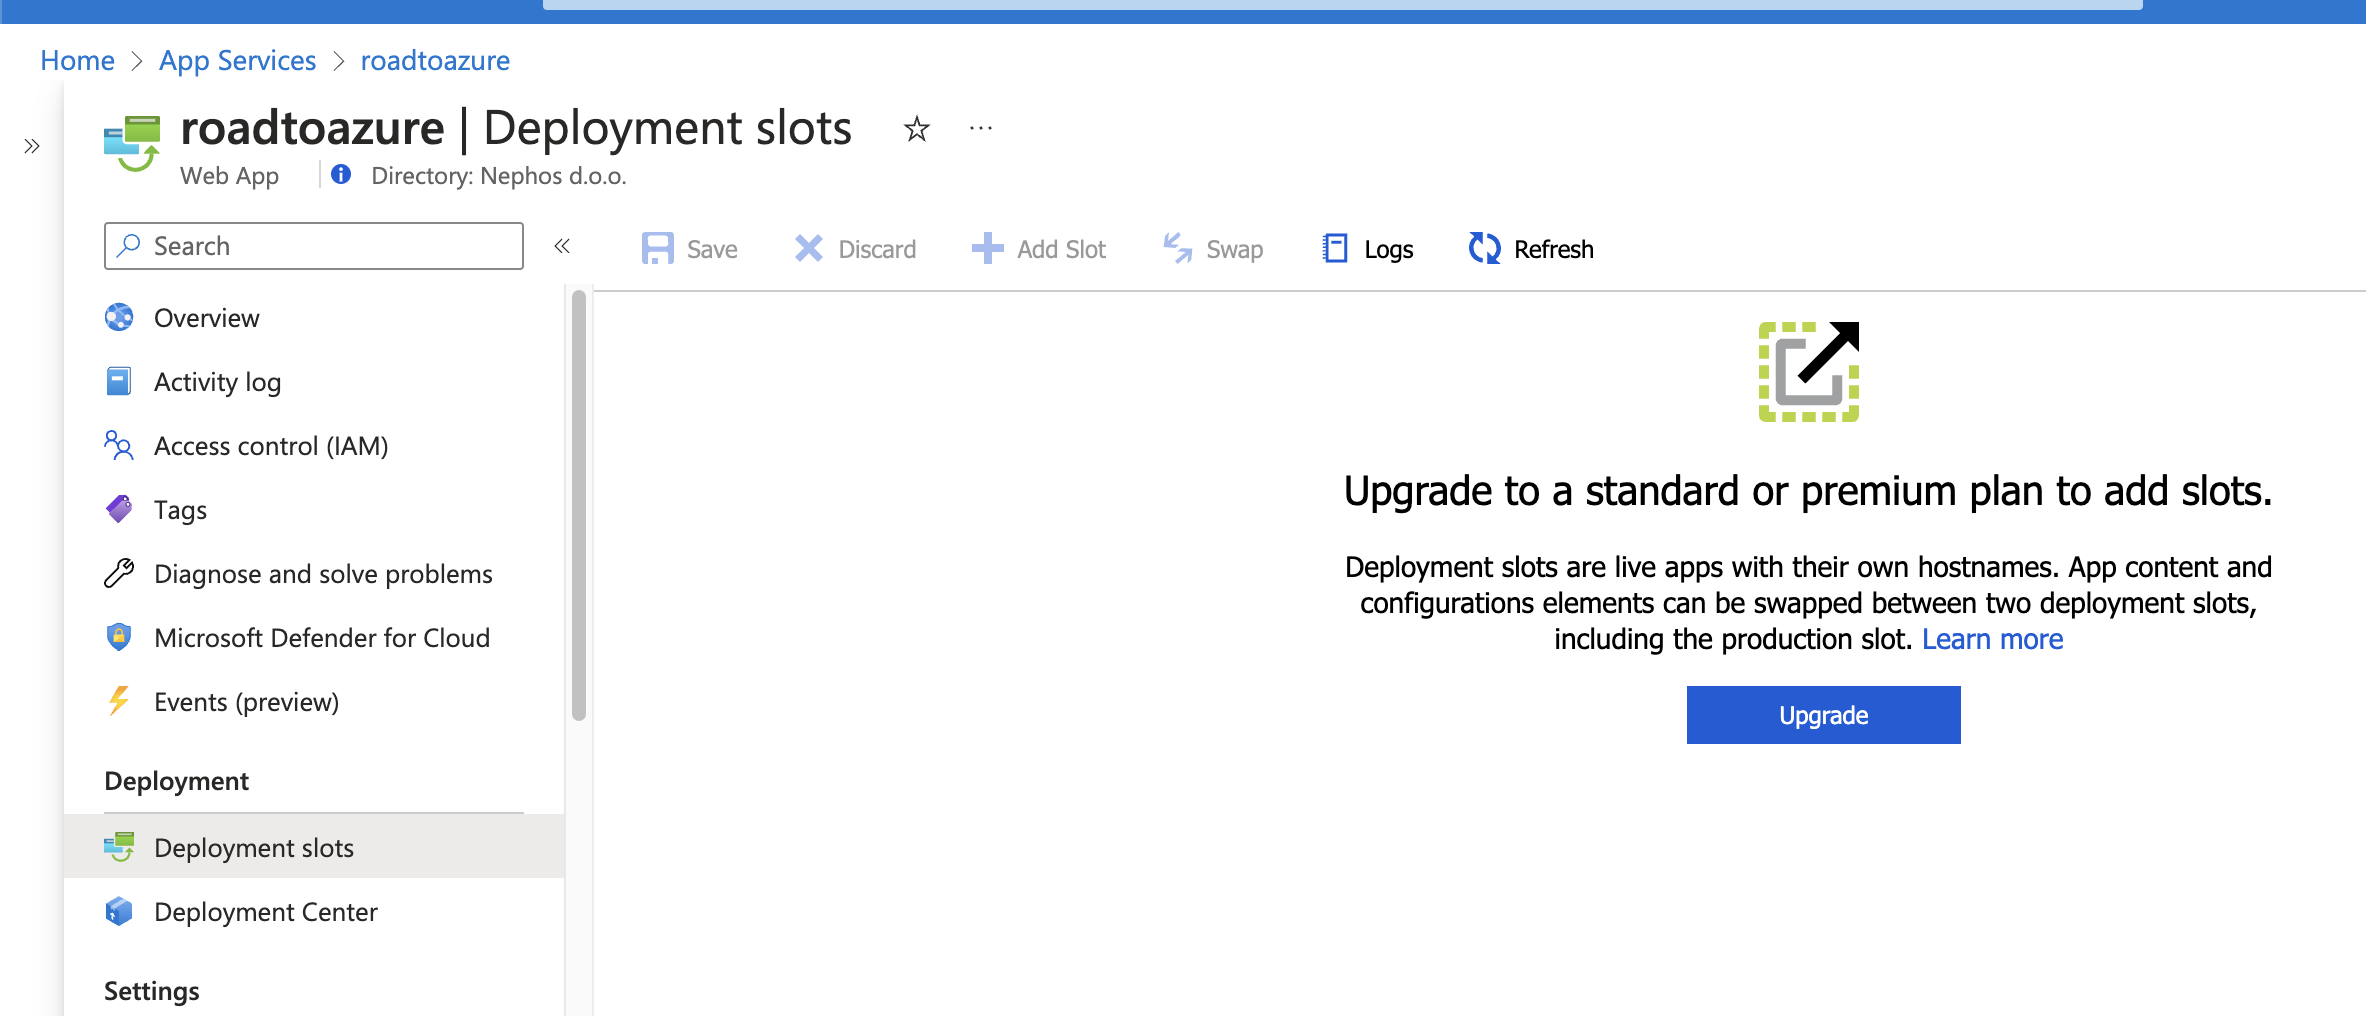 Home > App Services > roadtoazure
roadtoazure | Deployment slots
Web App
Directory: Nephos d.o.o.
Search
Save
Discard
Add Slot
Swap
Logs
Refresh
Overview
Activity log
Access control (IAM)
Tags
Diagnose and solve problems
Microsoft Defender for Cloud
Events (preview)
Deployment
Deployment slots
Deployment Center
Settings
Upgrade to a standard or premium plan to add slots.
Deployment slots are live apps with their own hostnames. App content and
configurations elements can be swapped between two deployment slots,
including the production slot. Learn more
Upgrade